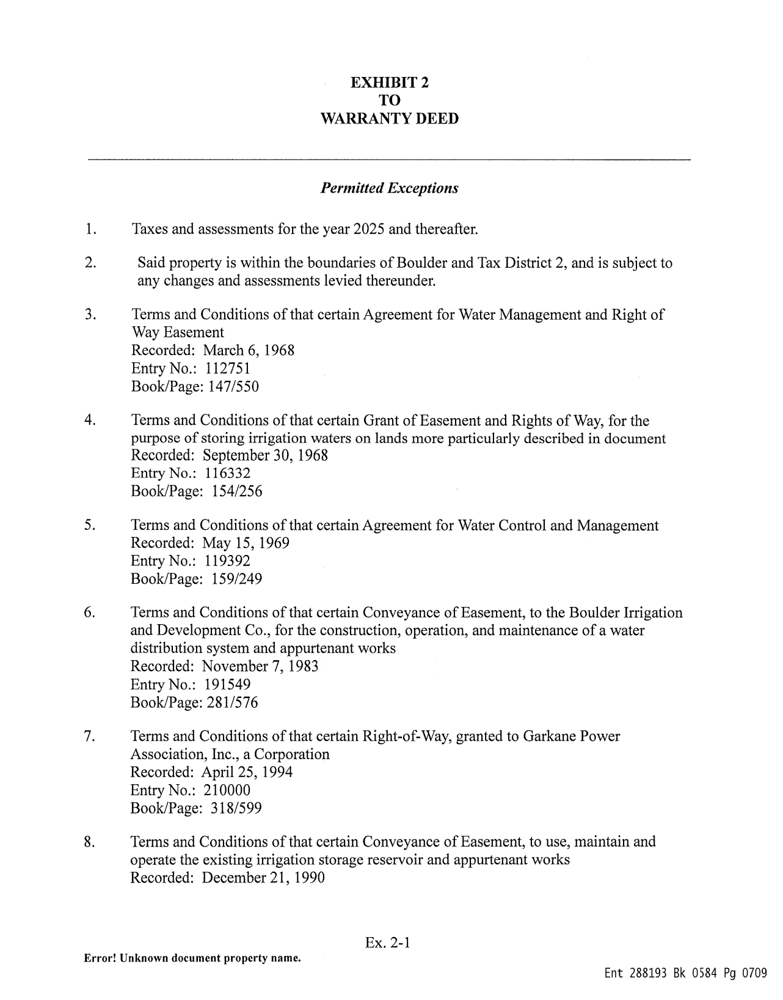 EXHIBIT 2
TO
WARRANTY DEED
Permitted Exceptions
1. Taxes and assessments for the year 2025 and thereafter.
2. Said property is within the boundaries of Boulder and Tax District 2, and is subject to
any changes and assessments levied thereunder.
3. Terms and Conditions of that certain Agreement for Water Management and Right of
Way Easement
Recorded: March 6, 1968
Entry No.: 112751
Book/Page: 147/550
4. Terms and Conditions of that certain Grant of Easement and Rights of Way, for the
purpose of storing irrigation waters on lands more particularly described in document
Recorded: September 30, 1968
Entry No.: 116332
Book/Page: 154/256
5. Terms and Conditions of that certain Agreement for Water Control and Management
Recorded: May 15, 1969
Entry No.: 119392
Book/Page: 159/249
6. Terms and Conditions of that certain Conveyance of Easement, to the Boulder Irrigation
and Development Co., for the construction, operation, and maintenance of a water
distribution system and appurtenant works
Recorded: November 7, 1983
Entry No.: 191549
Book/Page: 281/576
7. Terms and Conditions of that certain Right-of-Way, granted to Garkane Power
Association, Inc., a Corporation
Recorded: April 25, 1994
Entry No.: 210000
Book/Page: 318/599
8. Terms and Conditions of that certain Conveyance of Easement, to use, maintain and
operate the existing irrigation storage reservoir and appurtenant works
Recorded: December 21, 1990
Ex. 2-1
Error! Unknown document property name.
Ent 288193 Bk 0584 Pg 0709